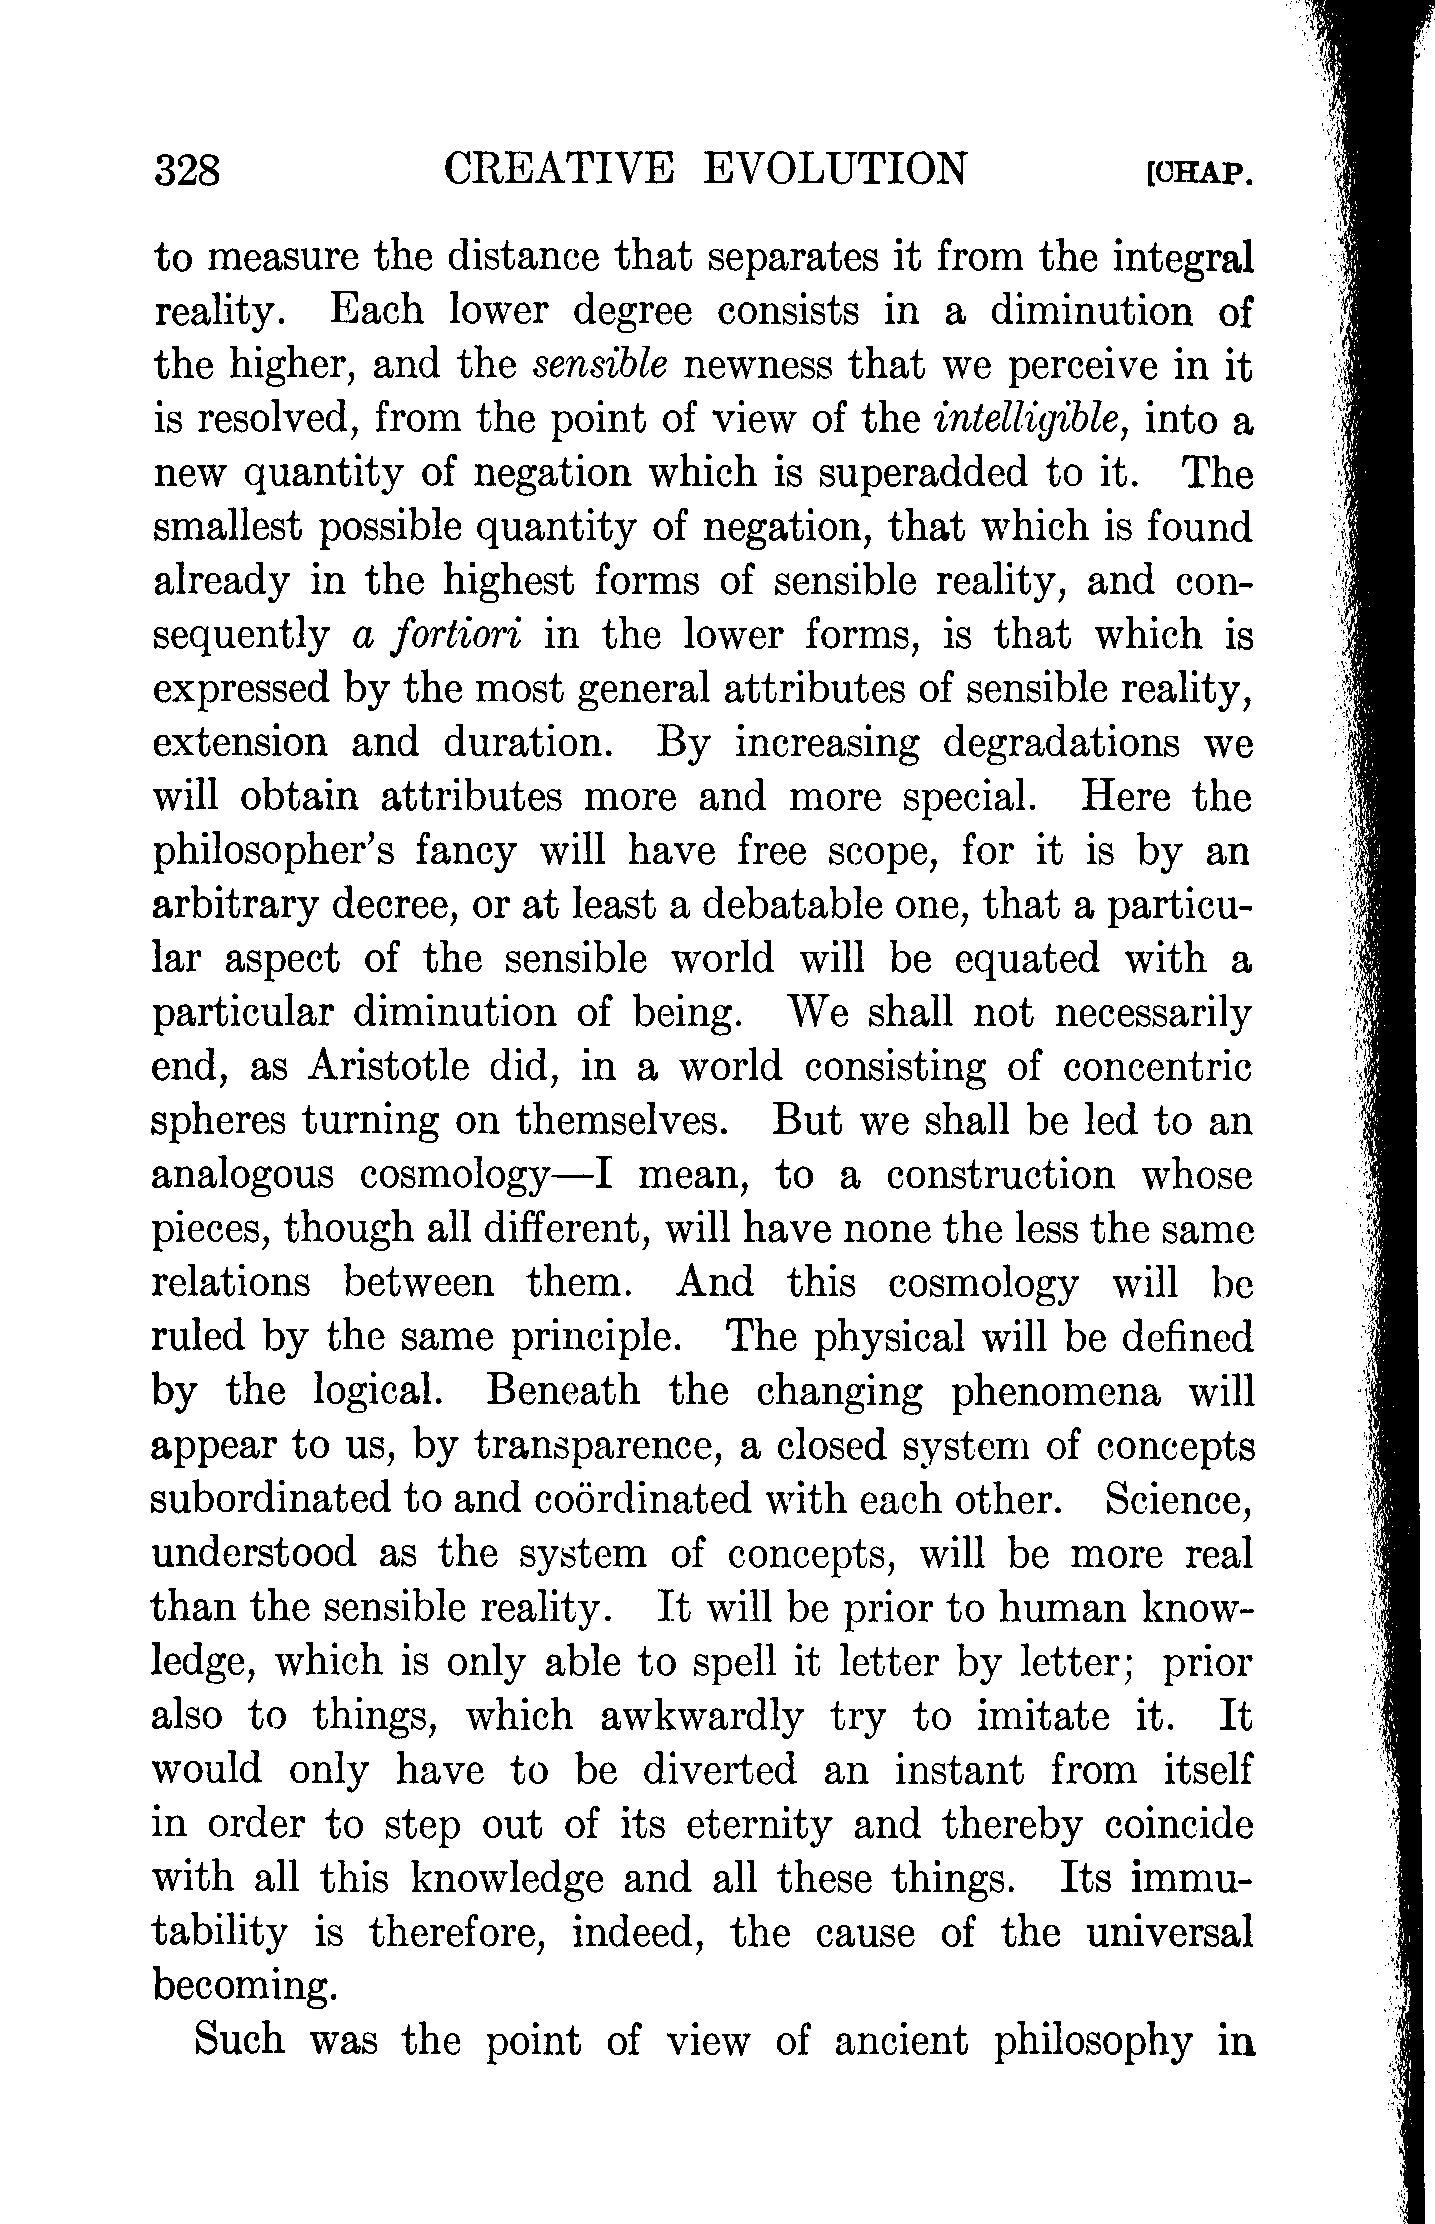 328 CREATIVE EVOLUTION [CHAP.
to measure the distance that separates it from the integral
reality. Each lower degree consists in a diminution of
the higher, and the sensible newness that we perceive in it
is resolved, from the point of view of the intelligible, into a
new quantity of negation which is superadded to it. The
smallest possible quantity of negation, that which is found
already in the highest forms of sensible reality, and con-
sequently a fortiori in the lower forms, is that which is
expressed by the most general attributes of sensible reality,
extension and duration. By increasing degradations we
will obtain attributes more and more special. Here the
philosopher's fancy will have free scope, for it is by an
arbitrary decree, or at least a debatable one, that a particu-
lar aspect of the sensible world will be equated with a
particular diminution of being. We shall not necessarily
end, as Aristotle did, in a world consisting of concentric
spheres turning on themselves. But we shall be led to an
analogous cosmology—I mean, to a construction whose
pieces, though all different, will have none the less the same
relations between them. And this cosmology will be
ruled by the same principle. The physical will be defined
by the logical. Beneath the changing phenomena will
appear to us, by transparence, a closed system of concepts
subordinated to and coördinated with each other. Science,
understood as the system of concepts, will be more real
than the sensible reality. It will be prior to human know-
ledge, which is only able to spell it letter by letter; prior
also to things, which awkwardly try to imitate it. It
would only have to be diverted an instant from itself
in order to step out of its eternity and thereby coincide
with all this knowledge and all these things. Its immu-
tability is therefore, indeed, the cause of the universal
becoming.
Such was the point of view of ancient philosophy in